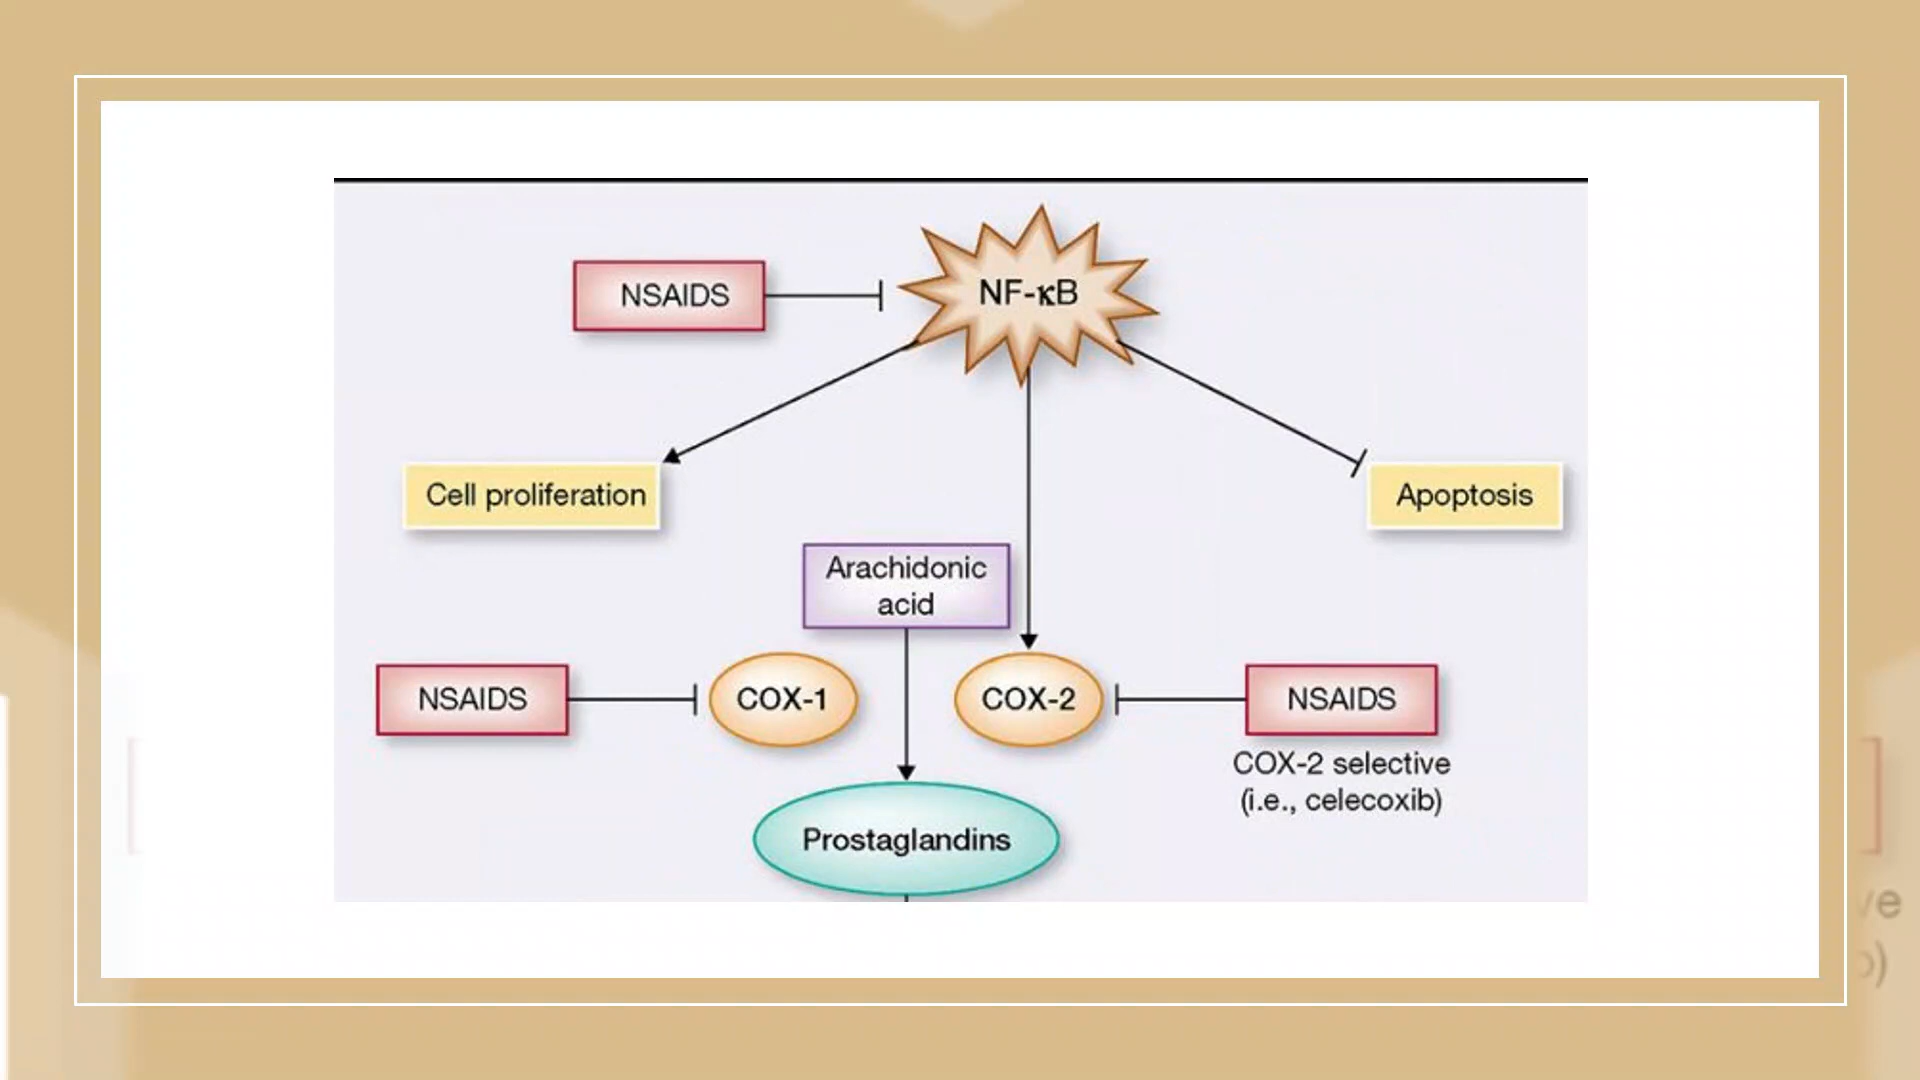 NSAIDS
NF-κB
Cell proliferation
Apoptosis
Arachidonic
acid
NSAIDS
COX-1
COX-2
NSAIDS
COX-2 selective
(i.e., celecoxib)
Prostaglandins
ve